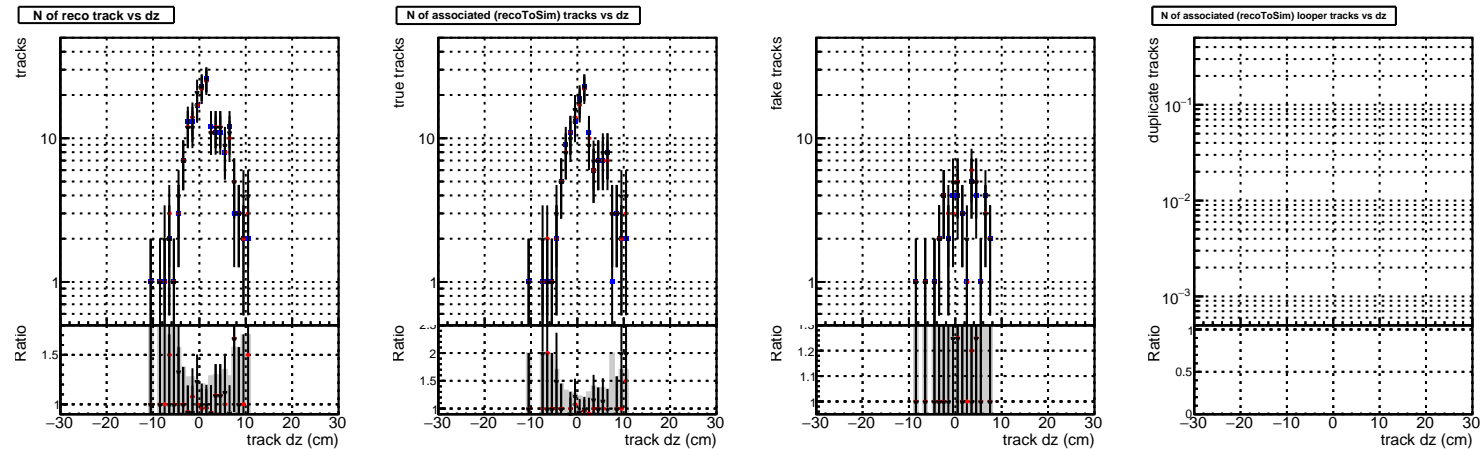 N of reco track vs dz
tracks
10
1
Ratio
1.5
1
−30 −20 −10 0 10 20 30
track dz (cm)
N of associated (recoToSim) tracks vs dz
true tracks
10
1
Ratio
2.5
2
1.5
1
−30 −20 −10 0 10 20 30
track dz (cm)
fake tracks
10
1
Ratio
1.3
1.2
1.1
1
−30 −20 −10 0 10 20 30
track dz (cm)
N of associated (recoToSim) looper tracks vs dz
duplicate tracks
10−1
10−2
10−3
Ratio
1
0.5
0
−30 −20 −10 0 10 20 30
track dz (cm)